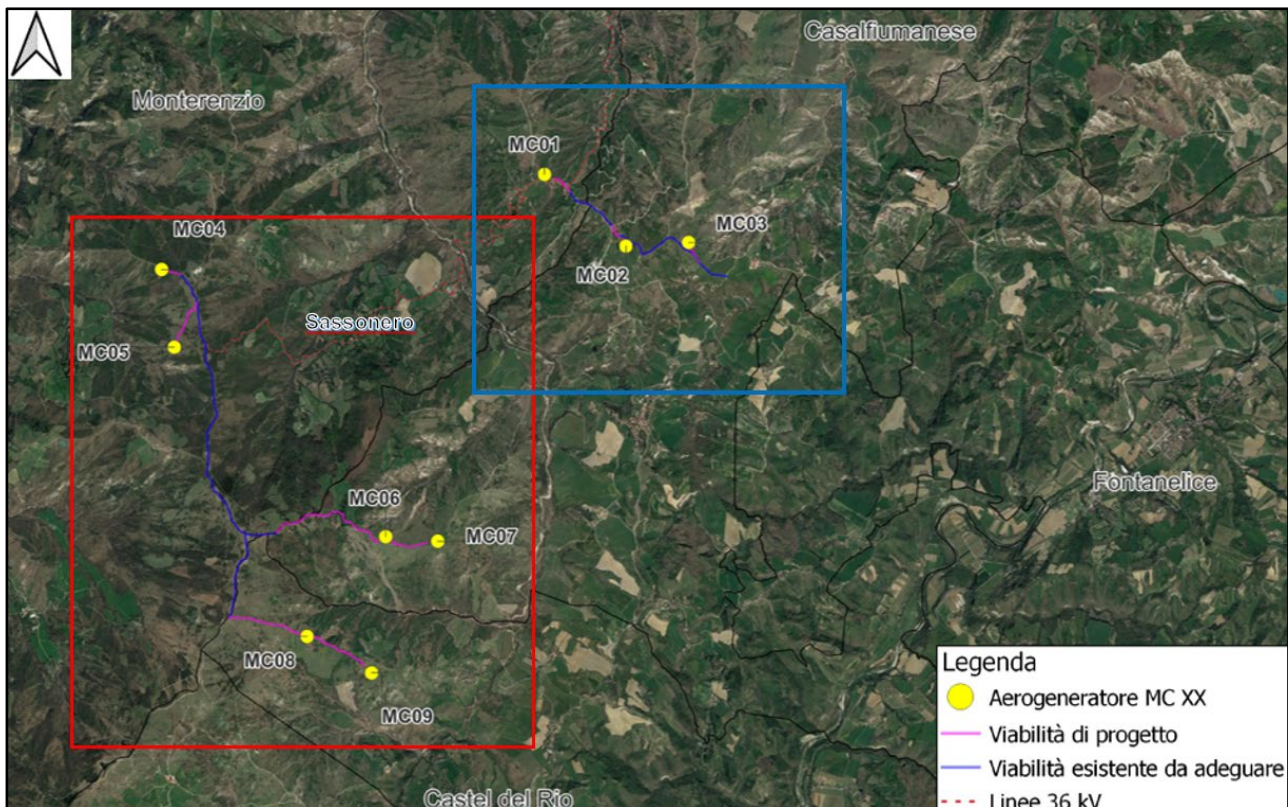 Casalfiumanese
Monterenzio
MC01
MC04
MC03
MC02
Sassonero
MC05
Fontanelice
MC06
MC07
MC08
MC09
Castel del Rio
Legenda
Aerogeneratore MC XX
Viabilità di progetto
Viabilità esistente da adeguare
Linee 36 kV